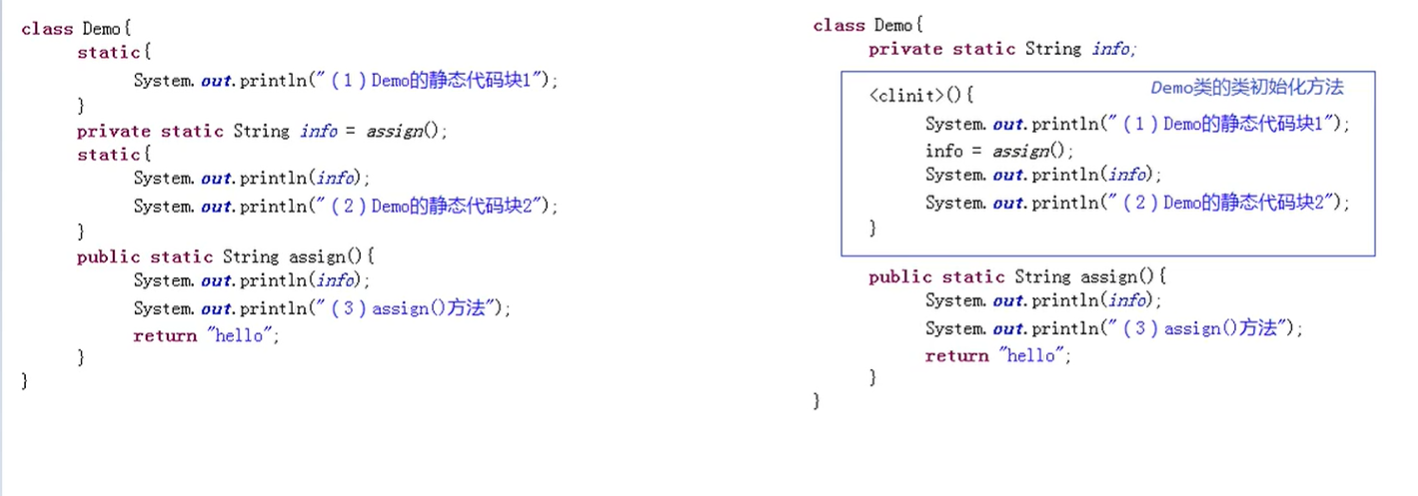 class Demo{
static{
System.out.println("（1）Demo的静态代码块1");
}
private static String info = assign();
static{
System.out.println(info);
System.out.println("（2）Demo的静态代码块2");
}
public static String assign(){
System.out.println(info);
System.out.println("（3）assign()方法");
return "hello";
}
}
class Demo{
private static String info;
Demo类的类初始化方法
<clinit>(){
System.out.println("（1）Demo的静态代码块1");
info = assign();
System.out.println(info);
System.out.println("（2）Demo的静态代码块2");
}
public static String assign(){
System.out.println(info);
System.out.println("（3）assign()方法");
return "hello";
}
}